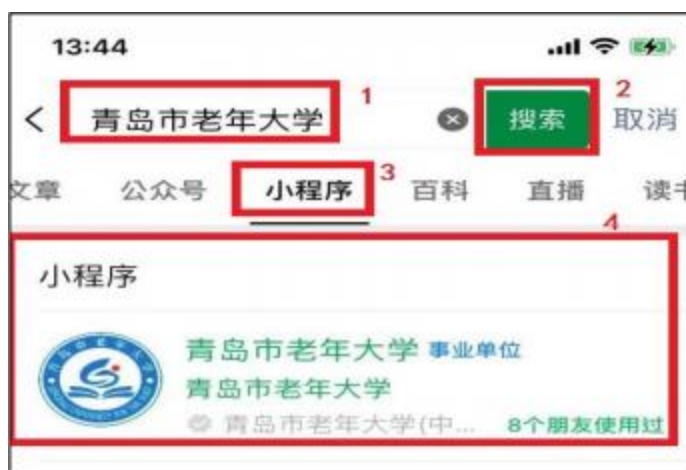 13:44
1
2
青岛市老年大学
搜索
取消
3
文章 公众号 小程序 百科 直播 读书
4
小程序
青岛市老年大学 事业单位
青岛市老年大学
青岛市老年大学(中... 8个朋友使用过